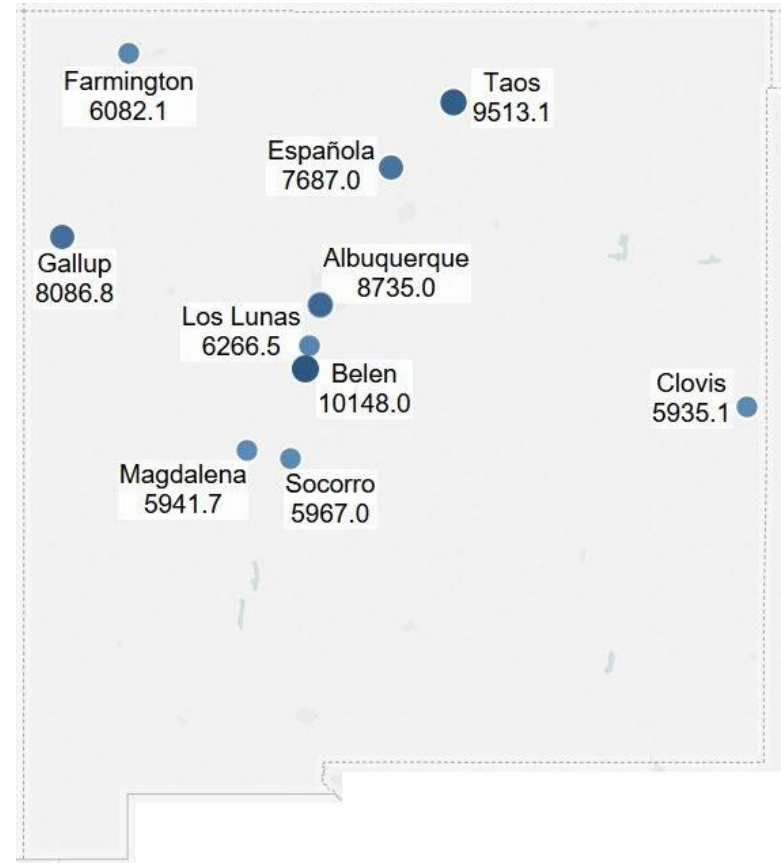 Farmington
6082.1
Taos
9513.1
Española
7687.0
Gallup
8086.8
Albuquerque
8735.0
Los Lunas
6266.5
Belen
10148.0
Clovis
5935.1
Magdalena
5941.7
Socorro
5967.0